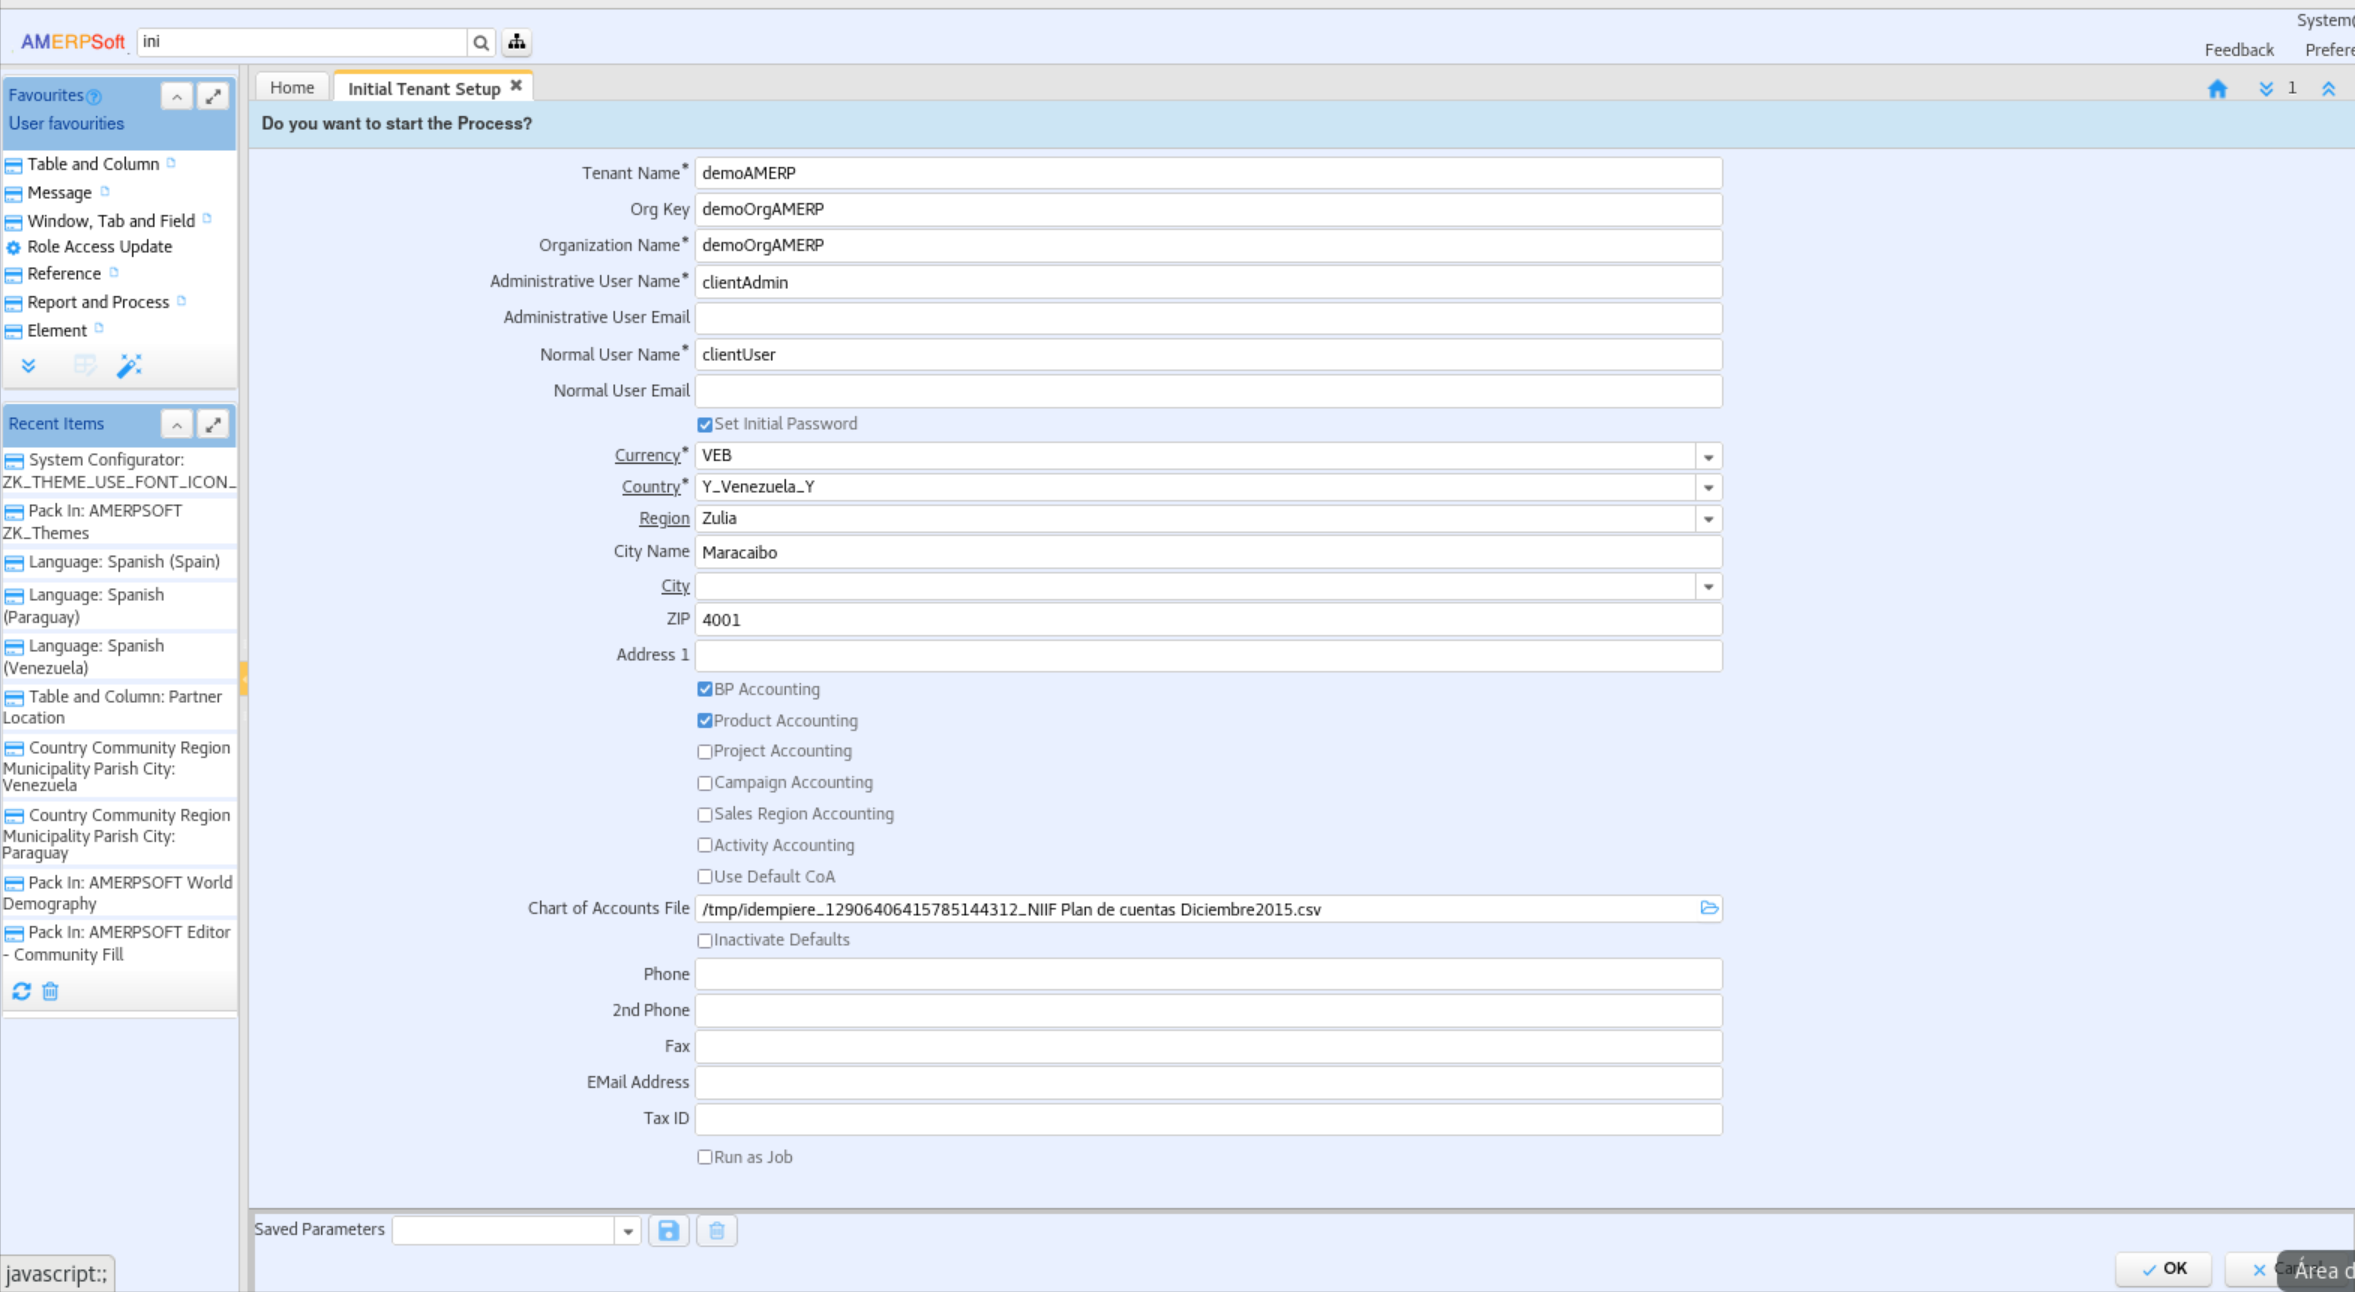 System
AMERPSoft
ini
Feedback
Prefere
Favourites
User favourities
Table and Column
Message
Window, Tab and Field
Role Access Update
Reference
Report and Process
Element
Recent Items
System Configurator:
ZK_THEME_USE_FONT_ICON_
Pack In: AMERPSOFT
ZK_Themes
Language: Spanish (Spain)
Language: Spanish
(Paraguay)
Language: Spanish
(Venezuela)
Table and Column: Partner
Location
Country Community Region
Municipality Parish City:
Venezuela
Country Community Region
Municipality Parish City:
Paraguay
Pack In: AMERPSOFT World
Demography
Pack In: AMERPSOFT Editor
- Community Fill
Home
Initial Tenant Setup
1
Do you want to start the Process?
Tenant Name* demoAMERP
Org Key demoOrgAMERP
Organization Name* demoOrgAMERP
Administrative User Name* clientAdmin
Administrative User Email
Normal User Name* clientUser
Normal User Email
Set Initial Password
Currency* VEB
Country* Y_Venezuela_Y
Region Zulia
City Name Maracaibo
City
ZIP 4001
Address 1
BP Accounting
Product Accounting
Project Accounting
Campaign Accounting
Sales Region Accounting
Activity Accounting
Use Default CoA
Chart of Accounts File /tmp/idempiere_12906406415785144312_NIIF Plan de cuentas Diciembre2015.csv
Inactivate Defaults
Phone
2nd Phone
Fax
EMail Address
Tax ID
Run as Job
Saved Parameters
javascript:;
OK
Área d